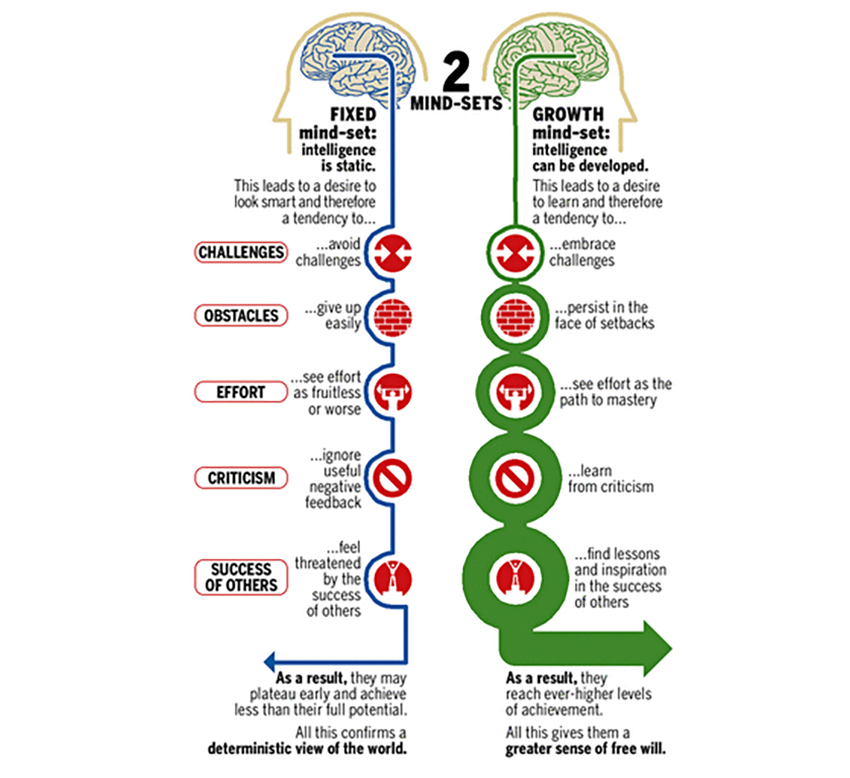 2
MIND-SETS
FIXED
mind-set:
intelligence
is static.
This leads to a desire to
look smart and therefore
a tendency to...
GROWTH
mind-set:
intelligence
can be developed.
This leads to a desire
to learn and therefore
a tendency to...
CHALLENGES
...avoid
challenges
...embrace
challenges
OBSTACLES
...give up
easily
...persist in the
face of setbacks
EFFORT
...see effort
as fruitless
or worse
...see effort as the
path to mastery
CRITICISM
...ignore
useful
negative
feedback
...learn
from criticism
SUCCESS
OF OTHERS
...feel
threatened
by the
success
of others
...find lessons
and inspiration
in the success
of others
As a result, they may
plateau early and achieve
less than their full potential.
All this confirms a
deterministic view of the world.
As a result, they
reach ever-higher levels
of achievement.
All this gives them a
greater sense of free will.